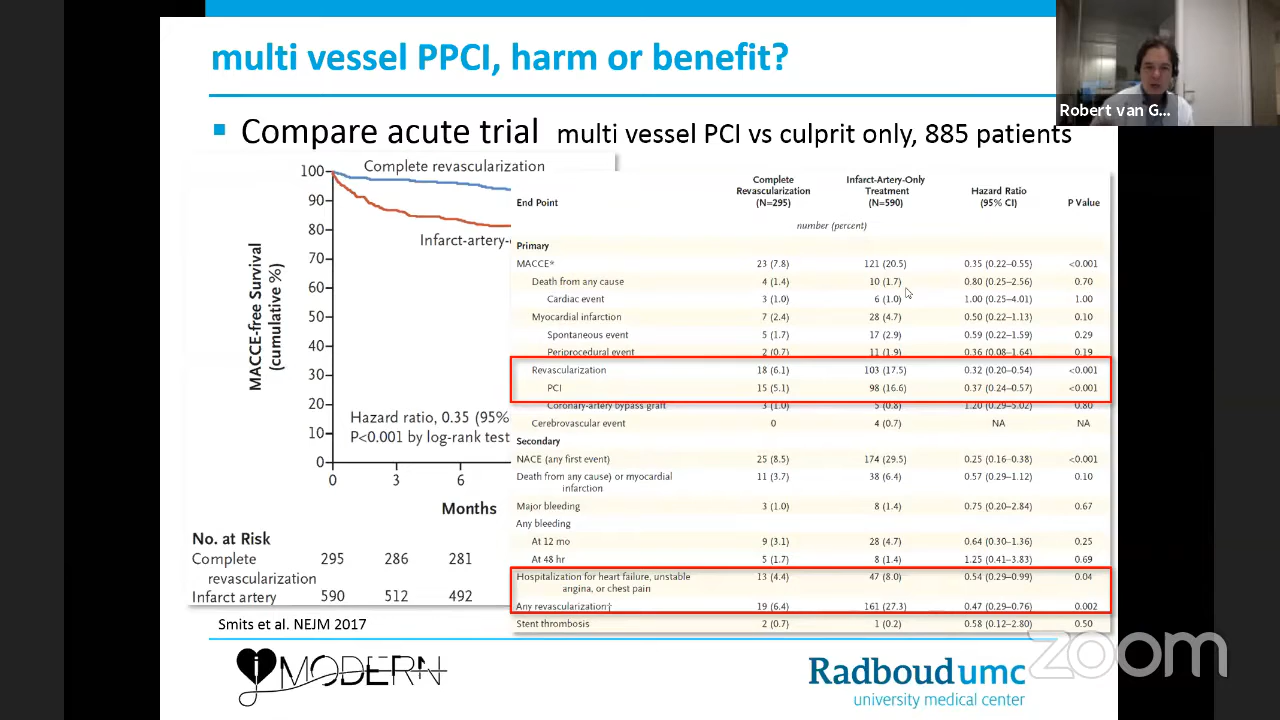 multi vessel PPCI, harm or benefit?
Robert van G...
Compare acute trial multi vessel PCI vs culprit only, 885 patients
100
90
80
70
60
50
40
30
20
10
0
MACCE-free Survival
(cumulative %)
Complete revascularization
Infarct-artery-
Hazard ratio, 0.35 (95%
P<0.001 by log-rank test
0 3 6
Months
No. at Risk
Complete revascularization 295 286 281
Infarct artery 590 512 492
End Point Complete Revascularization (N=295) Infarct-Artery-Only Treatment (N=590) Hazard Ratio (95% CI) P Value
number (percent)
Primary
MACCE* 23 (7.8) 121 (20.5) 0.35 (0.22–0.55) <0.001
Death from any cause 4 (1.4) 10 (1.7) 0.80 (0.25–2.56) 0.70
Cardiac event 3 (1.0) 6 (1.0) 1.00 (0.25–4.01) 1.00
Myocardial infarction 7 (2.4) 28 (4.7) 0.50 (0.22–1.13) 0.10
Spontaneous event 5 (1.7) 17 (2.9) 0.59 (0.22–1.59) 0.29
Periprocedural event 2 (0.7) 11 (1.9) 0.36 (0.08–1.64) 0.19
Revascularization 18 (6.1) 103 (17.5) 0.32 (0.20–0.54) <0.001
PCI 15 (5.1) 98 (16.6) 0.37 (0.24–0.57) <0.001
Coronary-artery bypass graft 3 (1.0) 5 (0.8) 1.20 (0.29–5.02) 0.80
Cerebrovascular event 0 4 (0.7) NA NA
Secondary
NACE (any first event) 25 (8.5) 174 (29.5) 0.25 (0.16–0.38) <0.001
Death from any cause) or myocardial infarction 11 (3.7) 38 (6.4) 0.57 (0.29–1.12) 0.10
Major bleeding 3 (1.0) 8 (1.4) 0.75 (0.20–2.84) 0.67
Any bleeding
At 12 mo 9 (3.1) 28 (4.7) 0.64 (0.30–1.36) 0.25
At 48 hr 5 (1.7) 8 (1.4) 1.25 (0.41–3.83) 0.69
Hospitalization for heart failure, unstable angina, or chest pain 13 (4.4) 47 (8.0) 0.54 (0.29–0.99) 0.04
Any revascularization† 19 (6.4) 161 (27.3) 0.47 (0.29–0.76) 0.002
Stent thrombosis 2 (0.7) 1 (0.2) 0.58 (0.12–2.80) 0.50
Smits et al. NEJM 2017
iMODERN
Radboudumc
university medical center
zoom